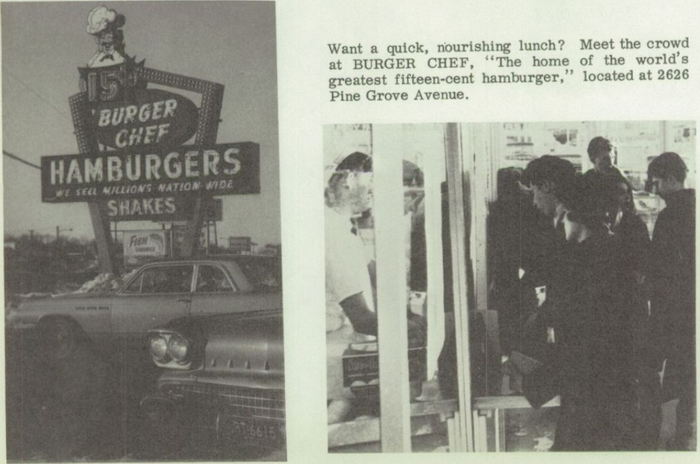 15¢
BURGER
CHEF
HAMBURGERS
WE SELL MILLIONS NATION-WIDE
SHAKES
FISH
Want a quick, nourishing lunch? Meet the crowd
at BURGER CHEF, "The home of the world's
greatest fifteen-cent hamburger," located at 2626
Pine Grove Avenue.